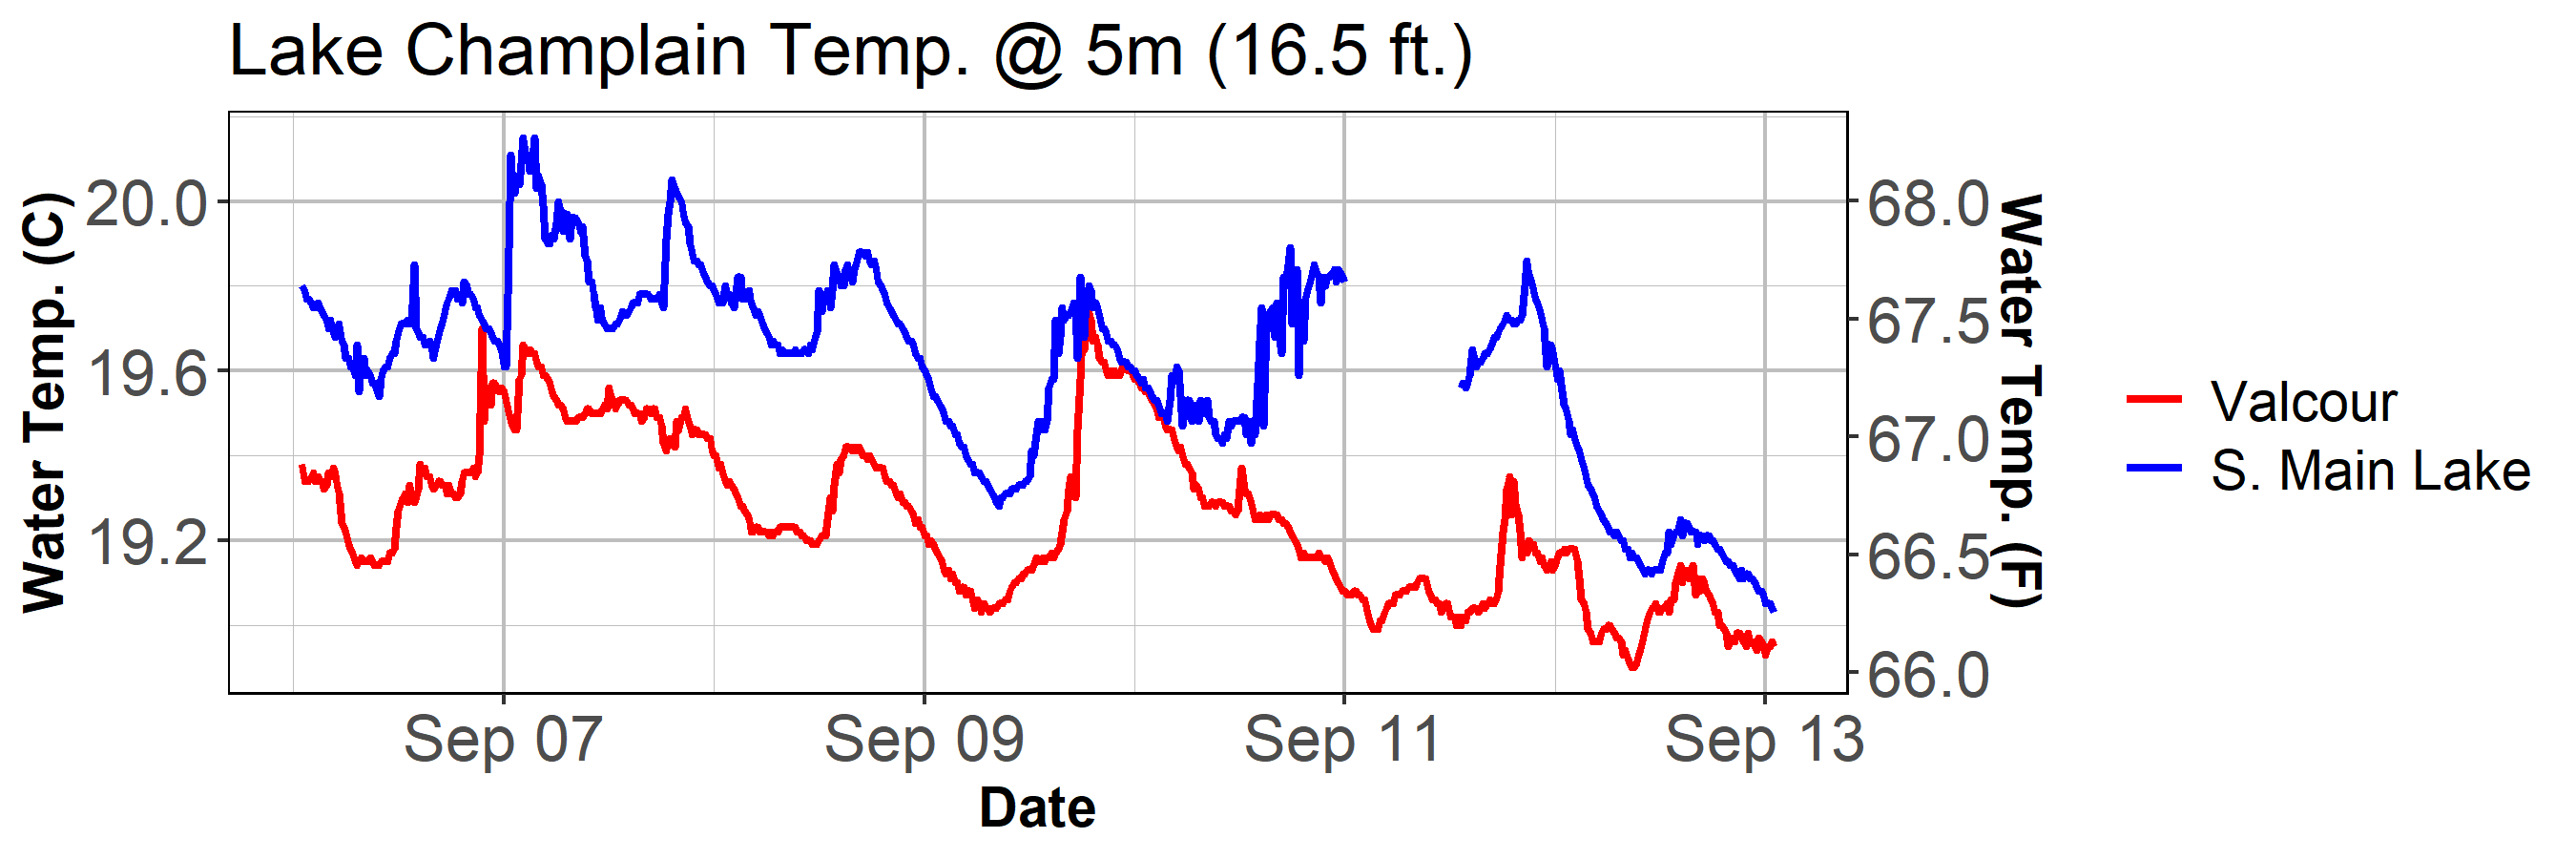 Lake Champlain Temp. @ 5m (16.5 ft.)
Water Temp. (C)
20.0
19.6
19.2
68.0
67.5
67.0
66.5
66.0
Water Temp. (F)
Sep 07
Sep 09
Sep 11
Sep 13
Date
Valcour
S. Main Lake